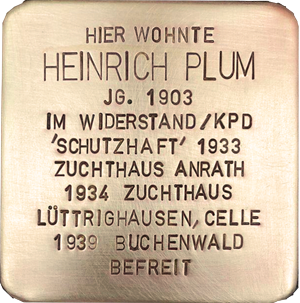 HIER WOHNTE
HEINRICH PLUM
JG. 1903
IM WIDERSTAND/KPD
'SCHUTZHAFT' 1933
ZUCHTHAUS ANRATH
1934 ZUCHTHAUS
LÜTTRIGHAUSEN, CELLE
1939 BUCHENWALD
BEFREIT